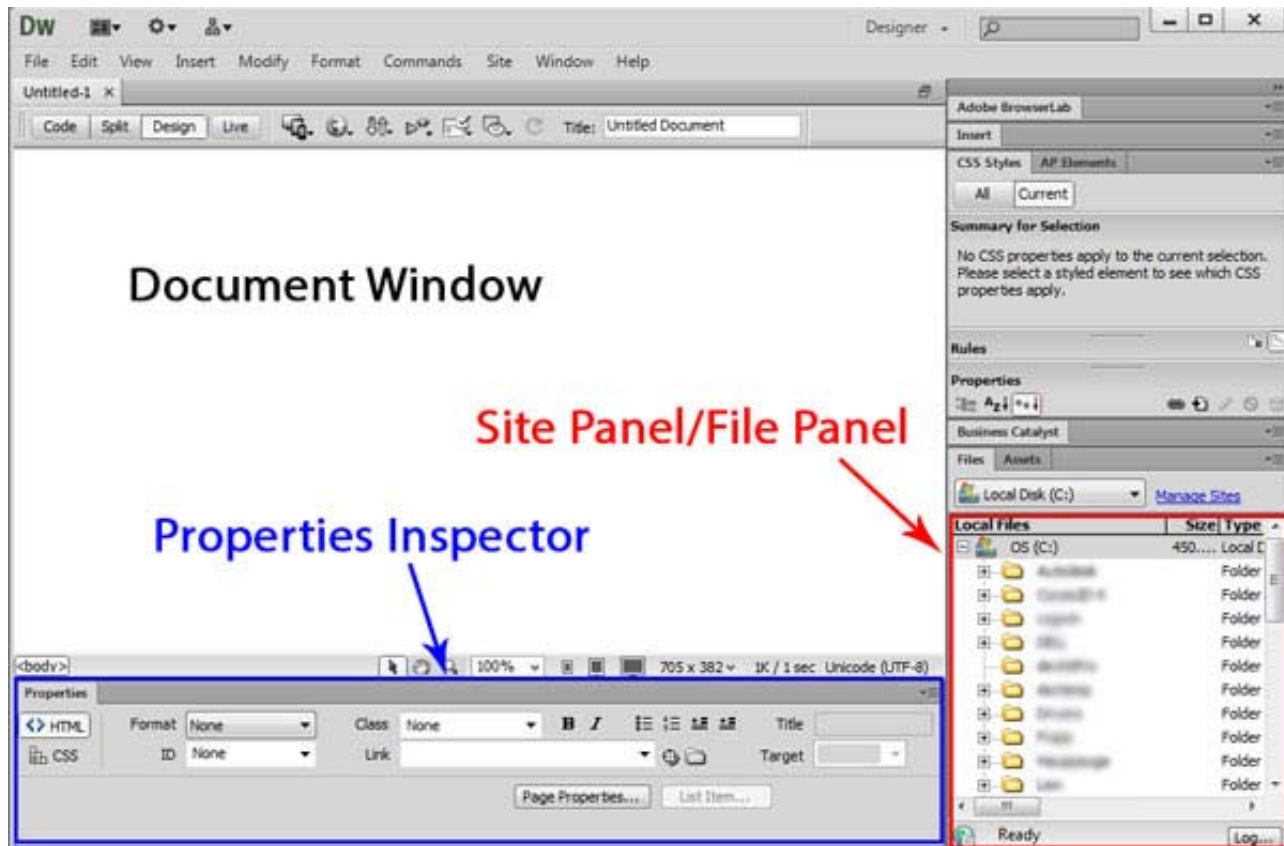 DW
Designer
File Edit View Insert Modify Format Commands Site Window Help
Untitled-1
Code Split Design Live Title: Untitled Document
Adobe BrowserLab
Insert
CSS Styles AP Elements
All Current
Summary for Selection
No CSS properties apply to the current selection.
Please select a styled element to see which CSS
properties apply.
Rules
Properties
Business Catalyst
Files Assets
Local Disk (C:) Manage Sites
Local Files Size Type
OS (C:) 450.... Local D
Folder
Folder
Folder
Folder
Folder
Folder
Folder
Folder
Folder
Folder
Ready Log...
Document Window
Site Panel/File Panel
Properties Inspector
<body> 100% 705 x 382 1K / 1 sec Unicode (UTF-8)
Properties
<> HTML Format None Class None B I Title
CSS ID None Link Target
Page Properties... List Item...